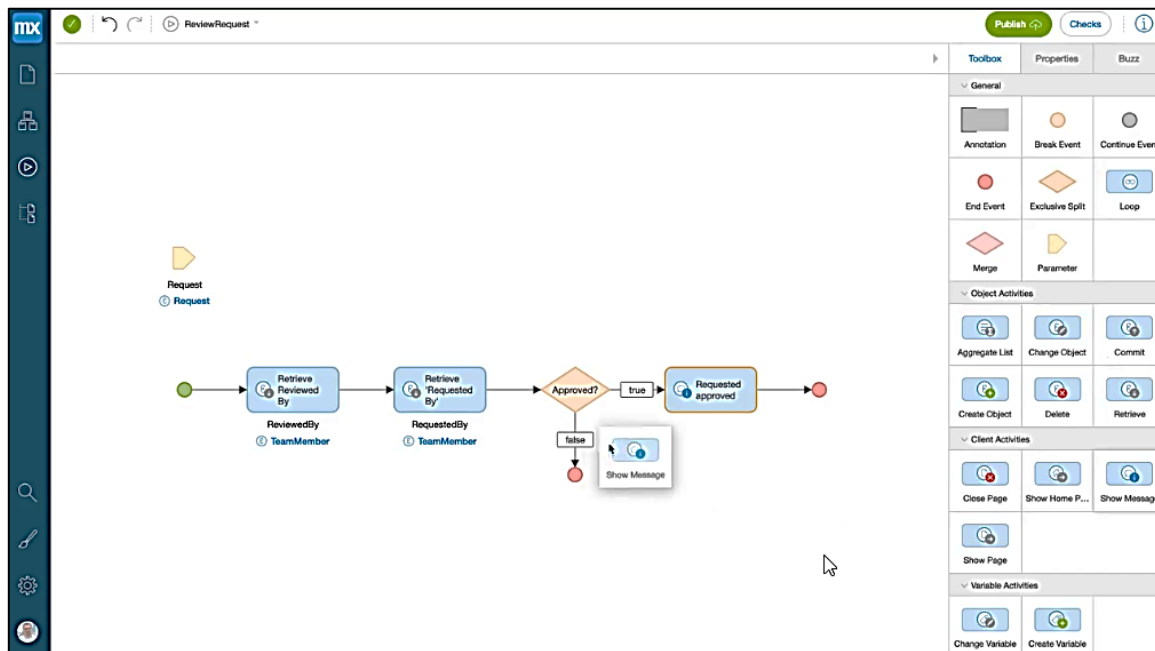 mx
ReviewRequest
Publish
Checks
Toolbox
Properties
Buzz
General
Annotation
Break Event
Continue Even
End Event
Exclusive Split
Loop
Merge
Parameter
Object Activities
Aggregate List
Change Object
Commit
Create Object
Delete
Retrieve
Client Activities
Close Page
Show Home P...
Show Message
Show Page
Variable Activities
Change Variable
Create Variable
Request
Request
Retrieve
Reviewed
By
ReviewedBy
TeamMember
Retrieve
'Requested
By'
RequestedBy
TeamMember
Approved?
true
false
Requested
approved
Show Message